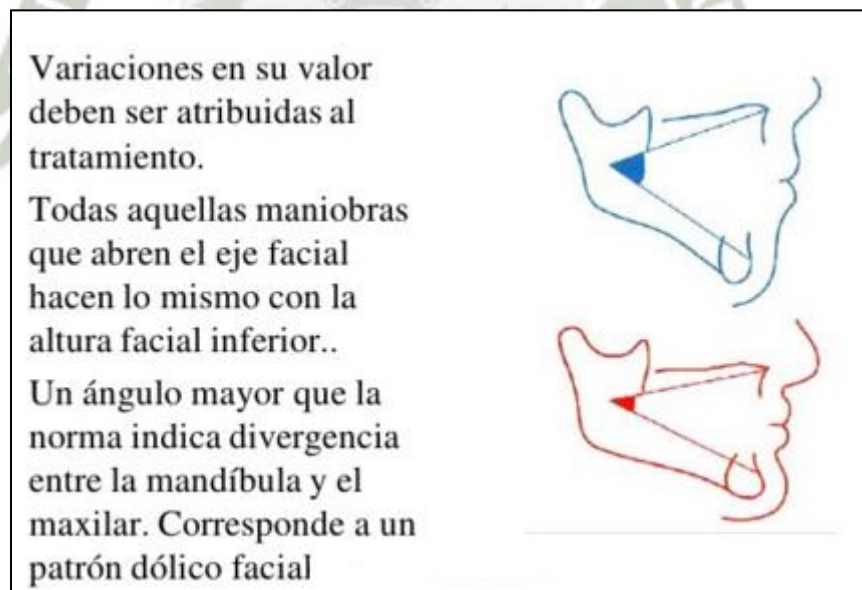 Variaciones en su valor
deben ser atribuidas al
tratamiento.
Todas aquellas maniobras
que abren el eje facial
hacen lo mismo con la
altura facial inferior..
Un ángulo mayor que la
norma indica divergencia
entre la mandíbula y el
maxilar. Corresponde a un
patrón dólico facial